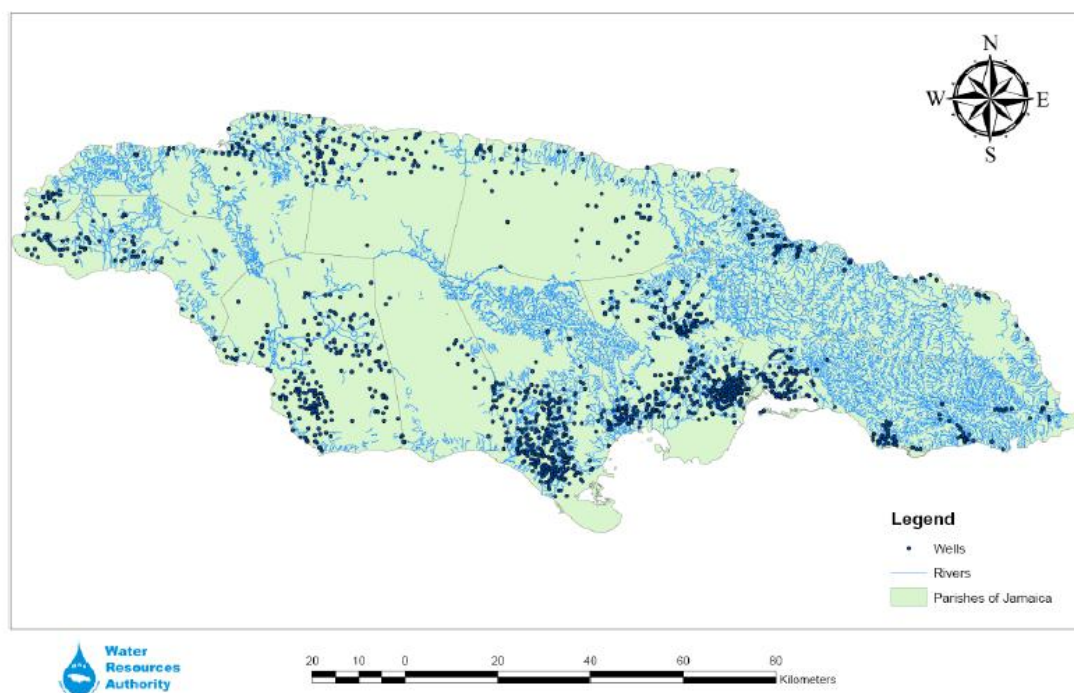 N
W E
S
Legend
Wells
Rivers
Parishes of Jamaica
Water
Resources
Authority
20 10 0 20 40 60 80
Kilometers